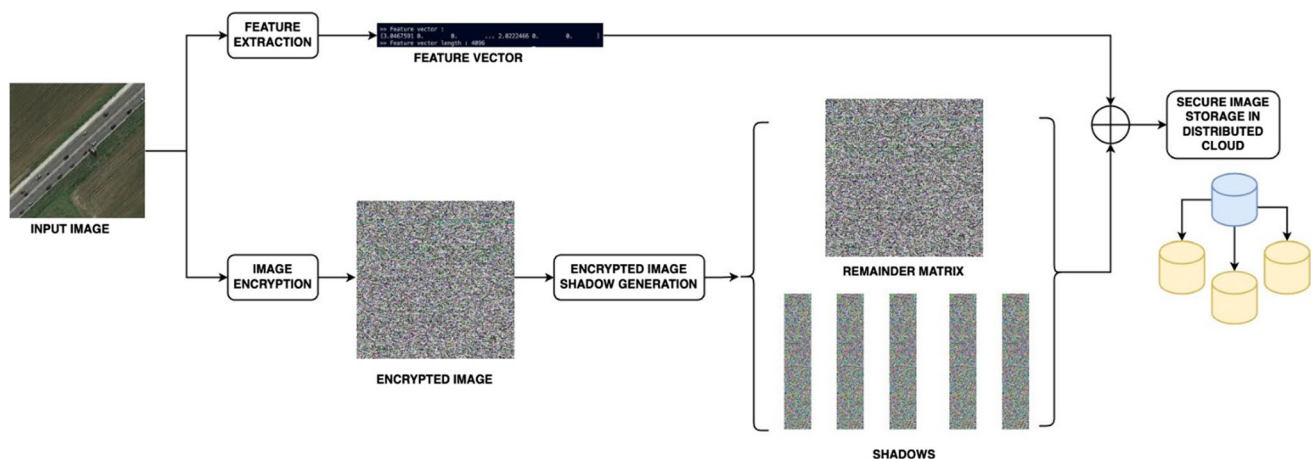 FEATURE
EXTRACTION
>> Feature vector :
[3.0467591 0. 0. ... 2.0222466 0. 0. ]
>> Feature vector length : 4096
FEATURE VECTOR
SECURE IMAGE
STORAGE IN
DISTRIBUTED
CLOUD
INPUT IMAGE
IMAGE
ENCRYPTION
ENCRYPTED IMAGE
ENCRYPTED IMAGE
SHADOW GENERATION
REMAINDER MATRIX
SHADOWS